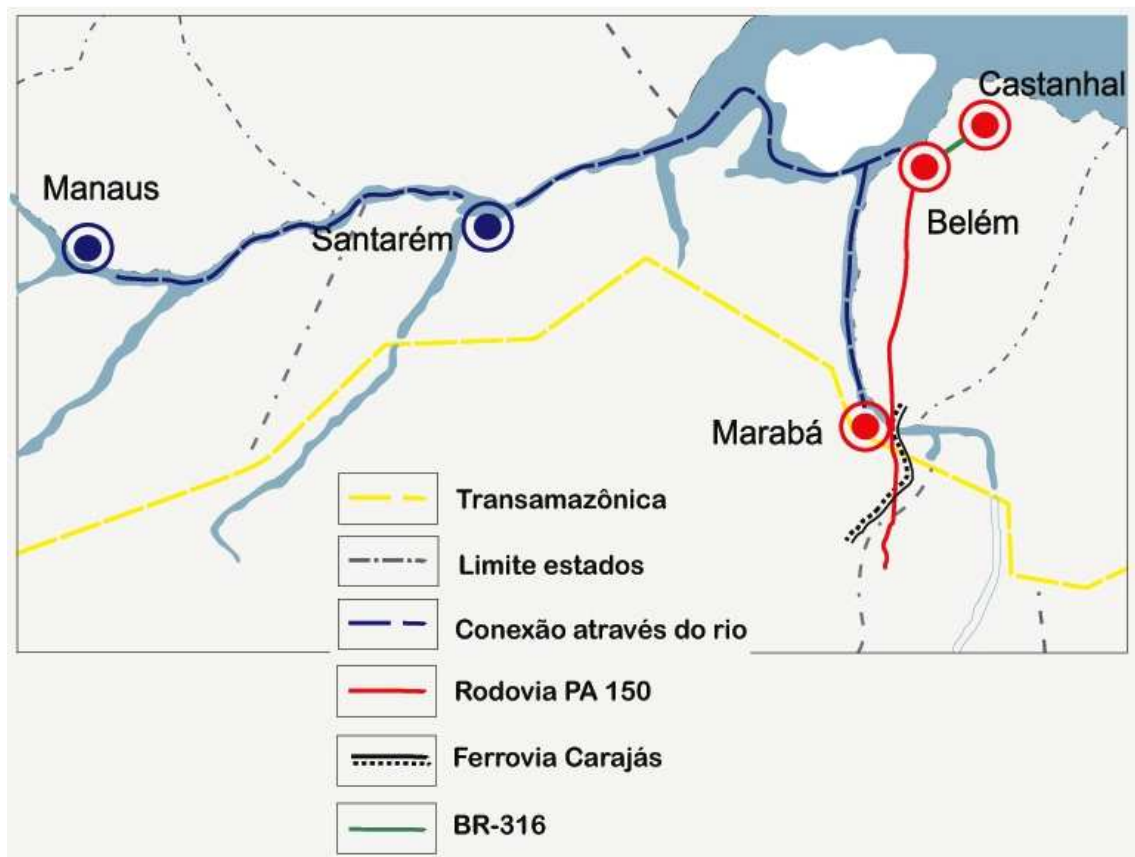 Castanhal
Manaus
Santarém
Belém
Marabá
Transamazônica
Limite estados
Conexão através do rio
Rodovia PA 150
Ferrovia Carajás
BR-316